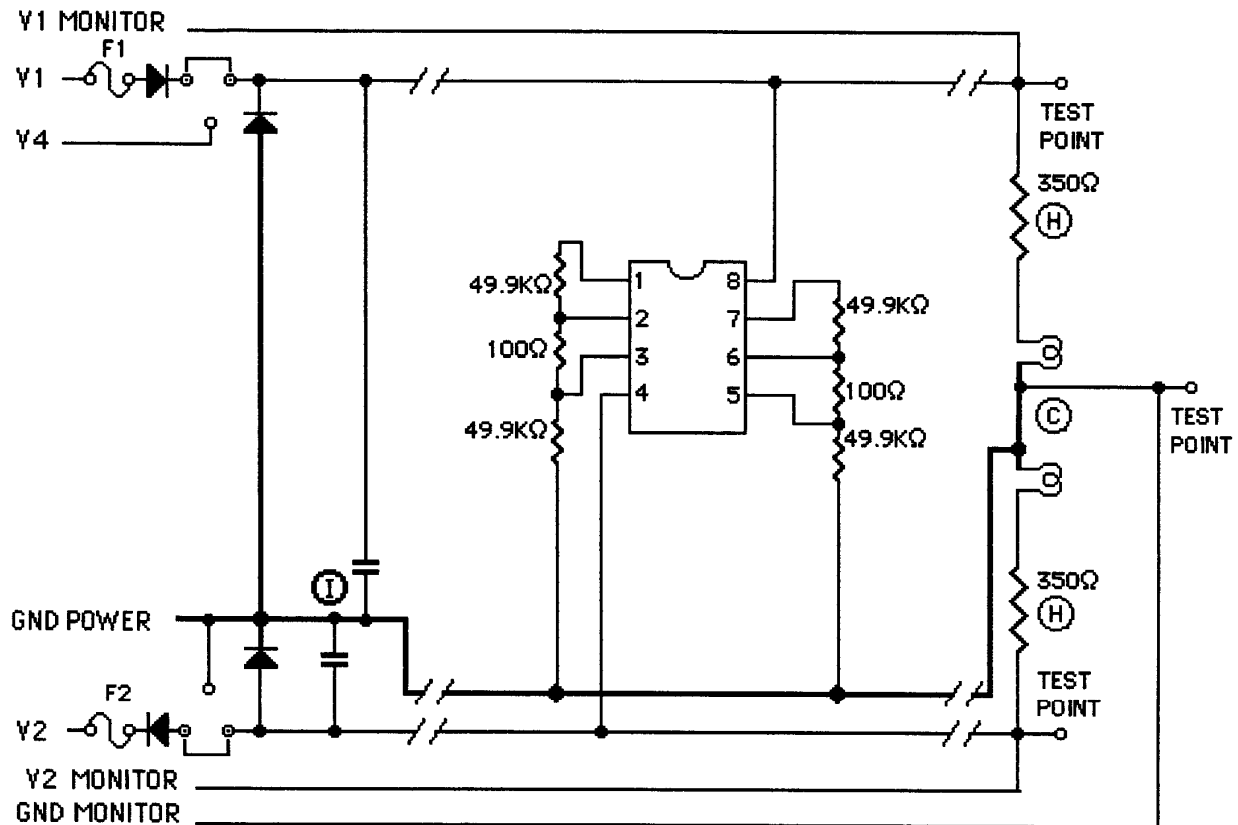 V1 MONITOR
F1
V1
V4
TEST
POINT
350Ω
H
49.9KΩ
1
8
49.9KΩ
2
7
100Ω
3
6
100Ω
4
5
49.9KΩ
49.9KΩ
C
TEST
POINT
I
350Ω
H
GND POWER
F2
TEST
POINT
V2
V2 MONITOR
GND MONITOR